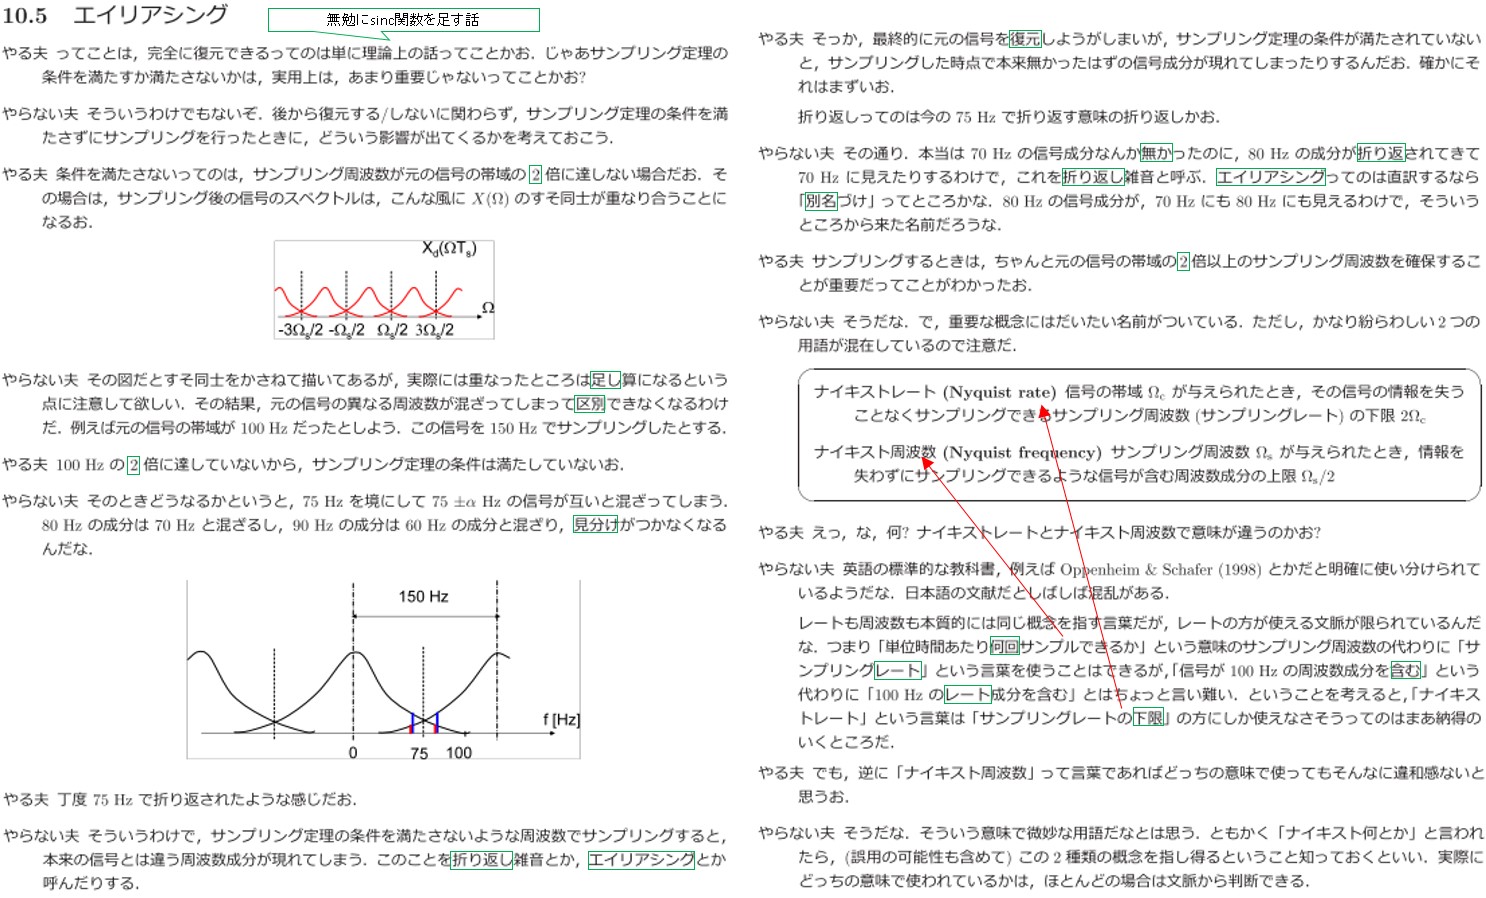 10.5 エイリアシング
無勉にsinc関数を足す話
やる夫 ってことは，完全に復元できるってのは単に理論上の話ってことかお．じゃあサンプリング定理の
条件を満たすか満たさないかは，実用上は，あまり重要じゃないってことかお?
やらない夫 そういうわけでもないぞ．後から復元する/しないに関わらず，サンプリング定理の条件を満
たさずにサンプリングを行ったときに，どういう影響が出てくるかを考えておこう．
やる夫 条件を満たさないってのは，サンプリング周波数が元の信号の帯域の 2 倍に達しない場合だお．そ
の場合は，サンプリング後の信号のスペクトルは，こんな風に X(Ω) のすそ同士が重なり合うことに
なるお．
Xd(ΩTs)
Ω
-3Ωs/2 -Ωs/2 Ωs/2 3Ωs/2
やらない夫 その図だとすそ同士をかさねて描いてあるが，実際には重なったところは足し算になるという
点に注意して欲しい．その結果，元の信号の異なる周波数が混ざってしまって区別できなくなるわけ
だ．例えば元の信号の帯域が 100 Hz だったとしよう．この信号を 150 Hz でサンプリングしたとする．
やる夫 100 Hz の 2 倍に達していないから，サンプリング定理の条件は満たしていないお．
やらない夫 そのときどうなるかというと，75 Hz を境にして 75 ±α Hz の信号が互いと混ざってしまう．
80 Hz の成分は 70 Hz と混ざるし，90 Hz の成分は 60 Hz の成分と混ざり，見分けがつかなくなる
んだな．
150 Hz
f [Hz]
0 75 100
やる夫 丁度 75 Hz で折り返されたような感じだお．
やらない夫 そういうわけで，サンプリング定理の条件を満たさないような周波数でサンプリングすると，
本来の信号とは違う周波数成分が現れてしまう．このことを折り返し雑音とか，エイリアシングとか
呼んだりする．
やる夫 そっか，最終的に元の信号を復元しようがしまいが，サンプリング定理の条件が満たされていない
と，サンプリングした時点で本来無かったはずの信号成分が現れてしまったりするんだお．確かにそ
れはまずいお．
折り返しってのは今の 75 Hz で折り返す意味の折り返しかお．
やらない夫 その通り．本当は 70 Hz の信号成分なんか無かったのに，80 Hz の成分が折り返されてきて
70 Hz に見えたりするわけで，これを折り返し雑音と呼ぶ．エイリアシングってのは直訳するなら
「別名づけ」ってところかな．80 Hz の信号成分が，70 Hz にも 80 Hz にも見えるわけで，そういう
ところから来た名前だろうな．
やる夫 サンプリングするときは，ちゃんと元の信号の帯域の 2 倍以上のサンプリング周波数を確保するこ
とが重要だってことがわかったお．
やらない夫 そうだな．で，重要な概念にはだいたい名前がついている．ただし，かなり紛らわしい 2 つの
用語が混在しているので注意だ．
ナイキストレート (Nyquist rate) 信号の帯域 Ωc が与えられたとき，その信号の情報を失う
ことなくサンプリングできるサンプリング周波数 (サンプリングレート) の下限 2Ωc
ナイキスト周波数 (Nyquist frequency) サンプリング周波数 Ωs が与えられたとき，情報を
失わずにサンプリングできるような信号が含む周波数成分の上限 Ωs/2
やる夫 えっ，な，何? ナイキストレートとナイキスト周波数で意味が違うのかお?
やらない夫 英語の標準的な教科書，例えば Oppenheim & Schafer (1998) とかだと明確に使い分けられて
いるようだな．日本語の文献だとしばしば混乱がある．
レートも周波数も本質的には同じ概念を指す言葉だが，レートの方が使える文脈が限られているんだ
な．つまり「単位時間あたり何回サンプルできるか」という意味のサンプリング周波数の代わりに「サ
ンプリングレート」という言葉を使うことはできるが，「信号が 100 Hz の周波数成分を含む」という
代わりに「100 Hz のレート成分を含む」とはちょっと言い難い．ということを考えると，「ナイキス
トレート」という言葉は「サンプリングレートの下限」の方にしか使えなさそうってのはまあ納得の
いくところだ．
やる夫 でも，逆に「ナイキスト周波数」って言葉であればどっちの意味で使ってもそんなに違和感ないと
思うお．
やらない夫 そうだな．そういう意味で微妙な用語だなとは思う．ともかく「ナイキスト何とか」と言われ
たら，(誤用の可能性も含めて) この 2 種類の概念を指し得るということ知っておくといい．実際に
どっちの意味で使われているかは，ほとんどの場合は文脈から判断できる．